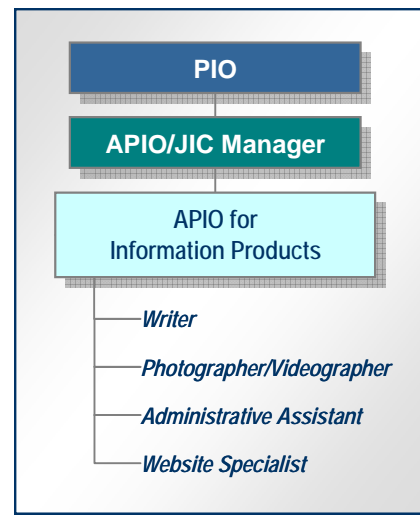 PIO
APIO/JIC Manager
APIO for
Information Products
Writer
Photographer/Videographer
Administrative Assistant
Website Specialist